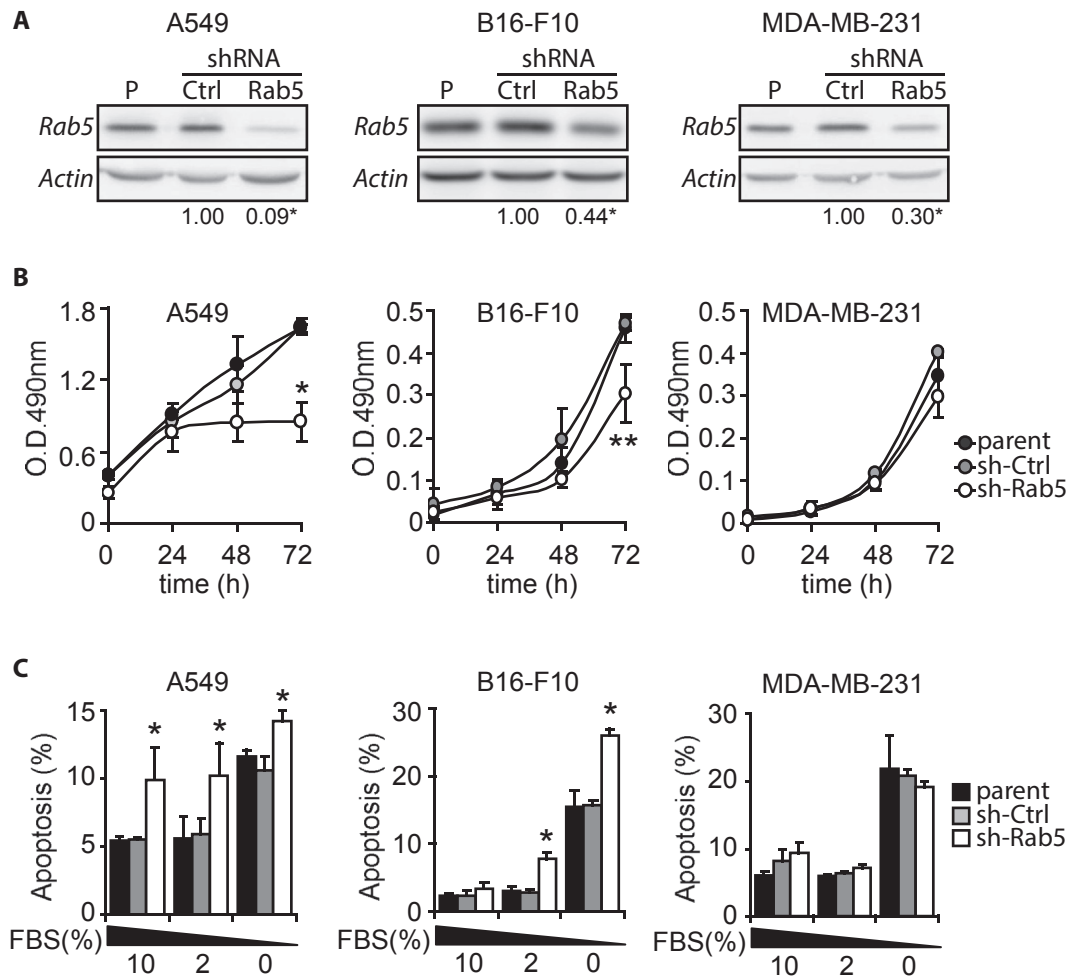 A
A549
B16-F10
MDA-MB-231
shRNA
shRNA
shRNA
P Ctrl Rab5
P Ctrl Rab5
P Ctrl Rab5
Rab5
Rab5
Rab5
Actin
Actin
Actin
1.00 0.09*
1.00 0.44*
1.00 0.30*
B
A549
O.D.490nm
1.8
1.2
0.6
0
*
0 24 48 72
time (h)
B16-F10
O.D.490nm
0.5
0.4
0.3
0.2
0.1
0
**
0 24 48 72
time (h)
MDA-MB-231
O.D.490nm
0.5
0.4
0.3
0.2
0.1
0
0 24 48 72
time (h)
parent
sh-Ctrl
sh-Rab5
C
A549
Apoptosis (%)
15
10
5
0
* * *
FBS(%)
10 2 0
B16-F10
Apoptosis (%)
30
20
10
0
* *
10 2 0
MDA-MB-231
Apoptosis (%)
30
20
10
0
10 2 0
parent
sh-Ctrl
sh-Rab5